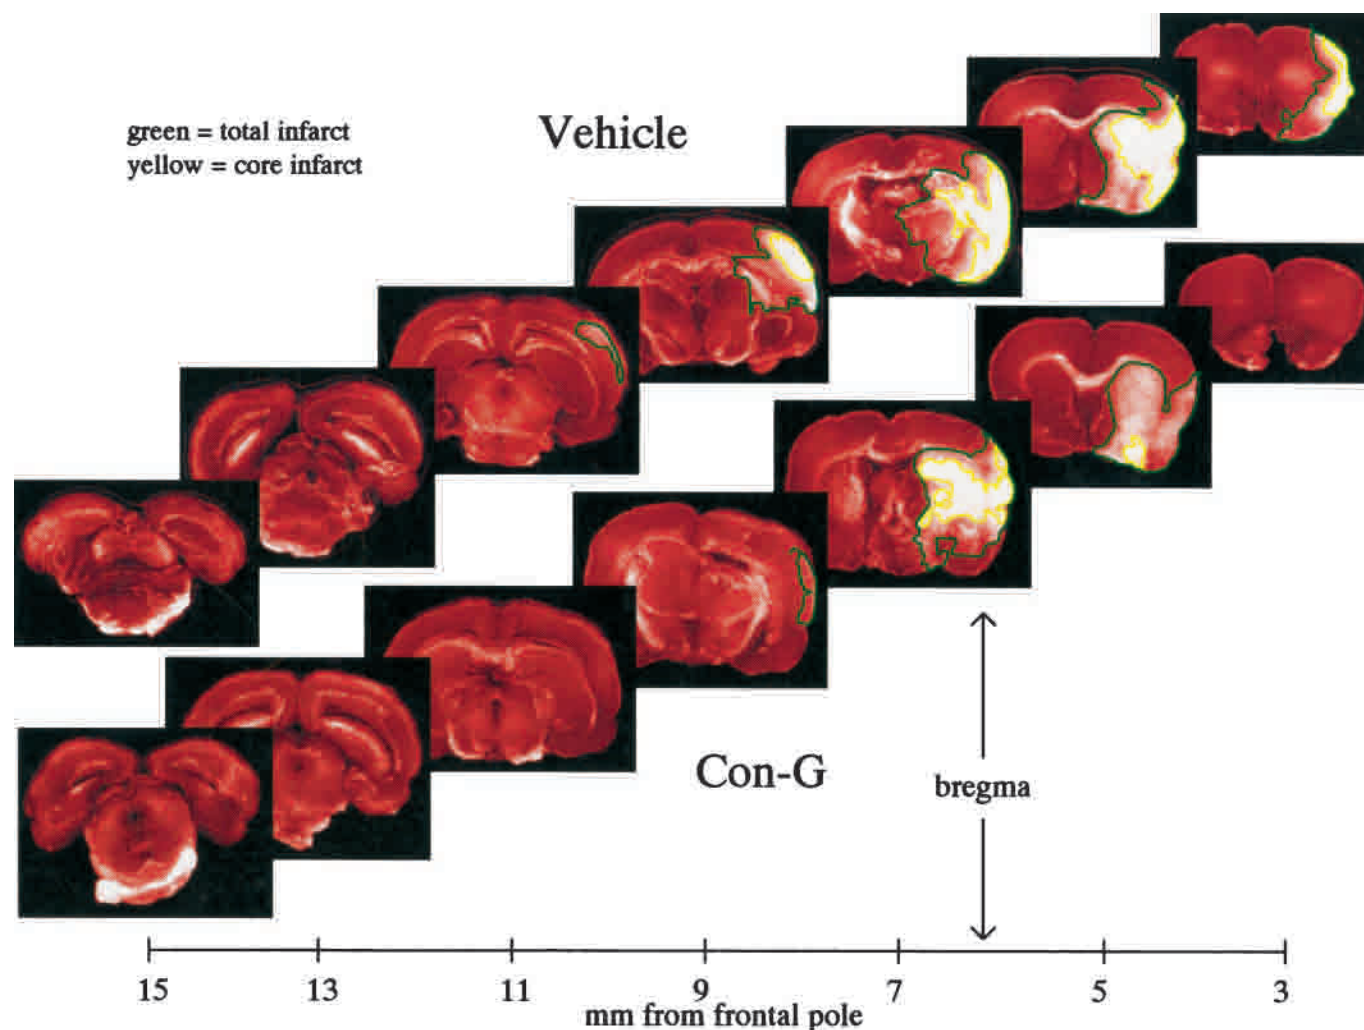 green = total infarct
yellow = core infarct
Vehicle
Con-G
bregma
15 13 11 9 7 5 3
mm from frontal pole